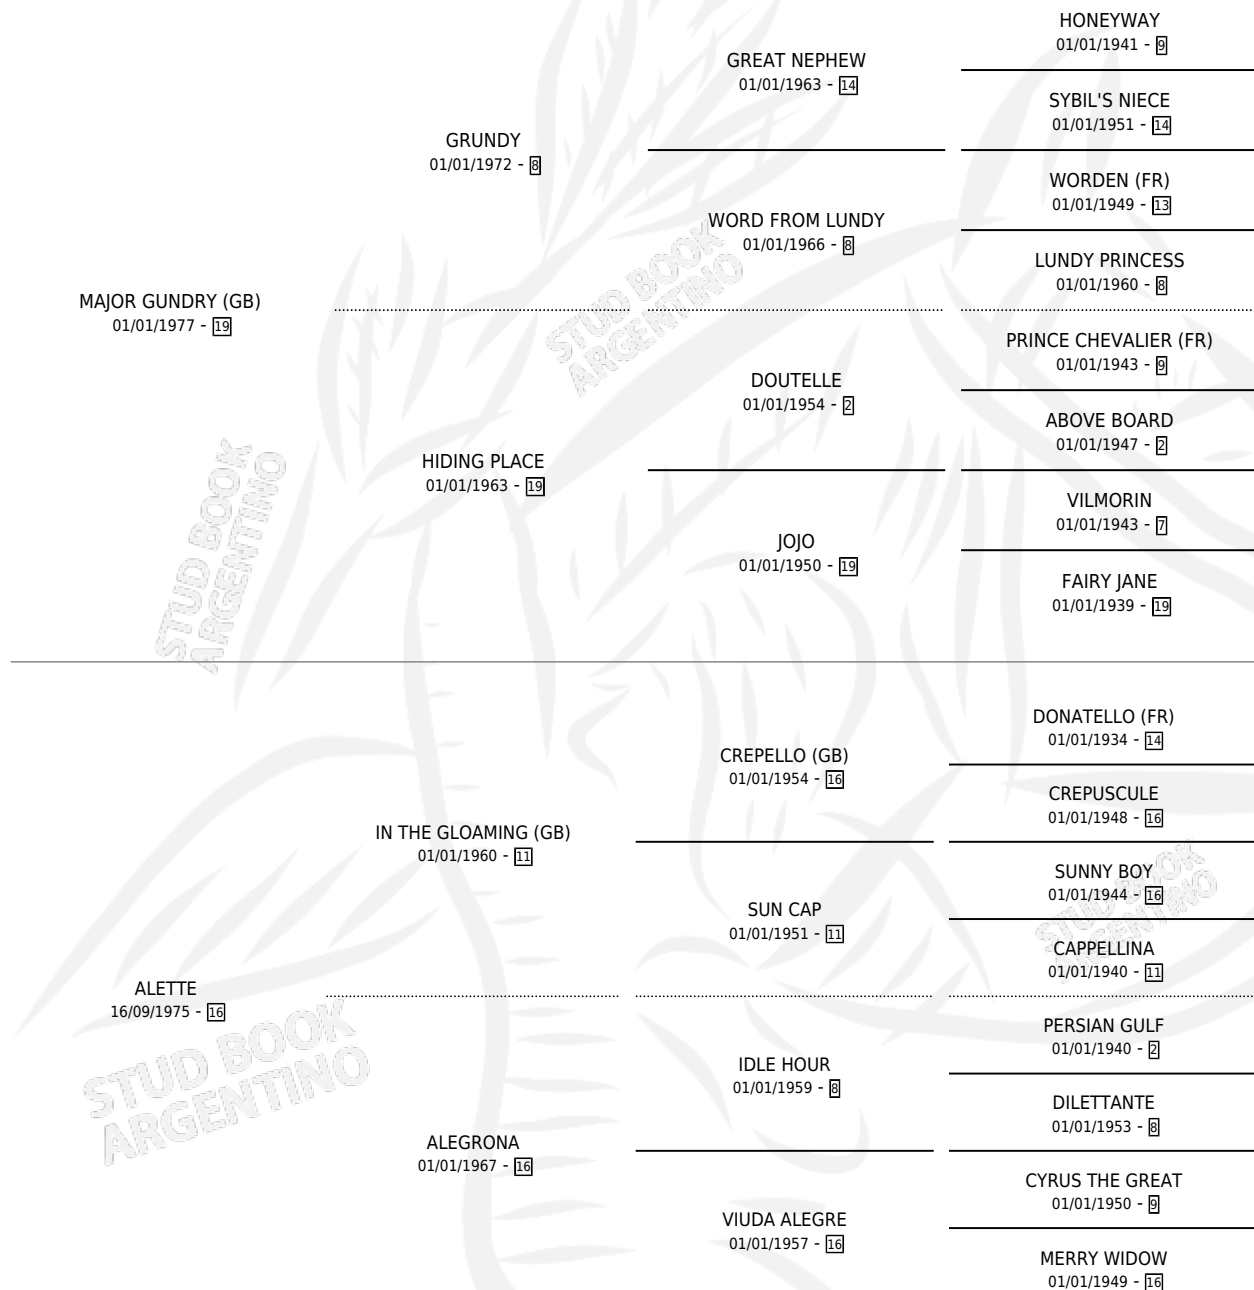 HONEYWAY
01/01/1941 - 9
GREAT NEPHEW
01/01/1963 - 14
SYBIL'S NIECE
01/01/1951 - 14
GRUNDY
01/01/1972 - 8
WORDEN (FR)
01/01/1949 - 13
WORD FROM LUNDY
01/01/1966 - 8
LUNDY PRINCESS
01/01/1960 - 8
MAJOR GUNDRY (GB)
01/01/1977 - 19
PRINCE CHEVALIER (FR)
01/01/1943 - 9
DOUTELLE
01/01/1954 - 2
ABOVE BOARD
01/01/1947 - 2
HIDING PLACE
01/01/1963 - 19
VILMORIN
01/01/1943 - 7
JOJO
01/01/1950 - 19
FAIRY JANE
01/01/1939 - 19
DONATELLO (FR)
01/01/1934 - 14
CREPELLO (GB)
01/01/1954 - 16
CREPUSCULE
01/01/1948 - 16
IN THE GLOAMING (GB)
01/01/1960 - 11
SUNNY BOY
01/01/1944 - 16
SUN CAP
01/01/1951 - 11
CAPPELLINA
01/01/1940 - 11
ALETTE
16/09/1975 - 16
PERSIAN GULF
01/01/1940 - 2
IDLE HOUR
01/01/1959 - 8
DILETTANTE
01/01/1953 - 8
ALEGRONA
01/01/1967 - 16
CYRUS THE GREAT
01/01/1950 - 9
VIUDA ALEGRE
01/01/1957 - 16
MERRY WIDOW
01/01/1949 - 16
STUD BOOK
ARGENTINO
STUD BOOK
ARGENTINO
STUD BOOK
ARGENTINO
STUD BOOK
ARGENTINO